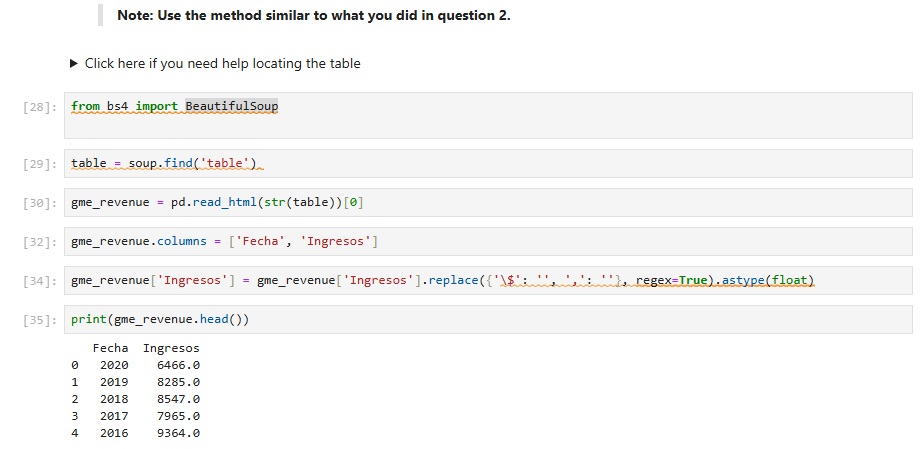 Note: Use the method similar to what you did in question 2.
▶ Click here if you need help locating the table
[28]: from bs4 import BeautifulSoup
[29]: table = soup.find('table')
[30]: gme_revenue = pd.read_html(str(table))[0]
[32]: gme_revenue.columns = ['Fecha', 'Ingresos']
[34]: gme_revenue['Ingresos'] = gme_revenue['Ingresos'].replace({'\$': '', ',': ''}, regex=True).astype(float)
[35]: print(gme_revenue.head())
Fecha Ingresos
0 2020 6466.0
1 2019 8285.0
2 2018 8547.0
3 2017 7965.0
4 2016 9364.0